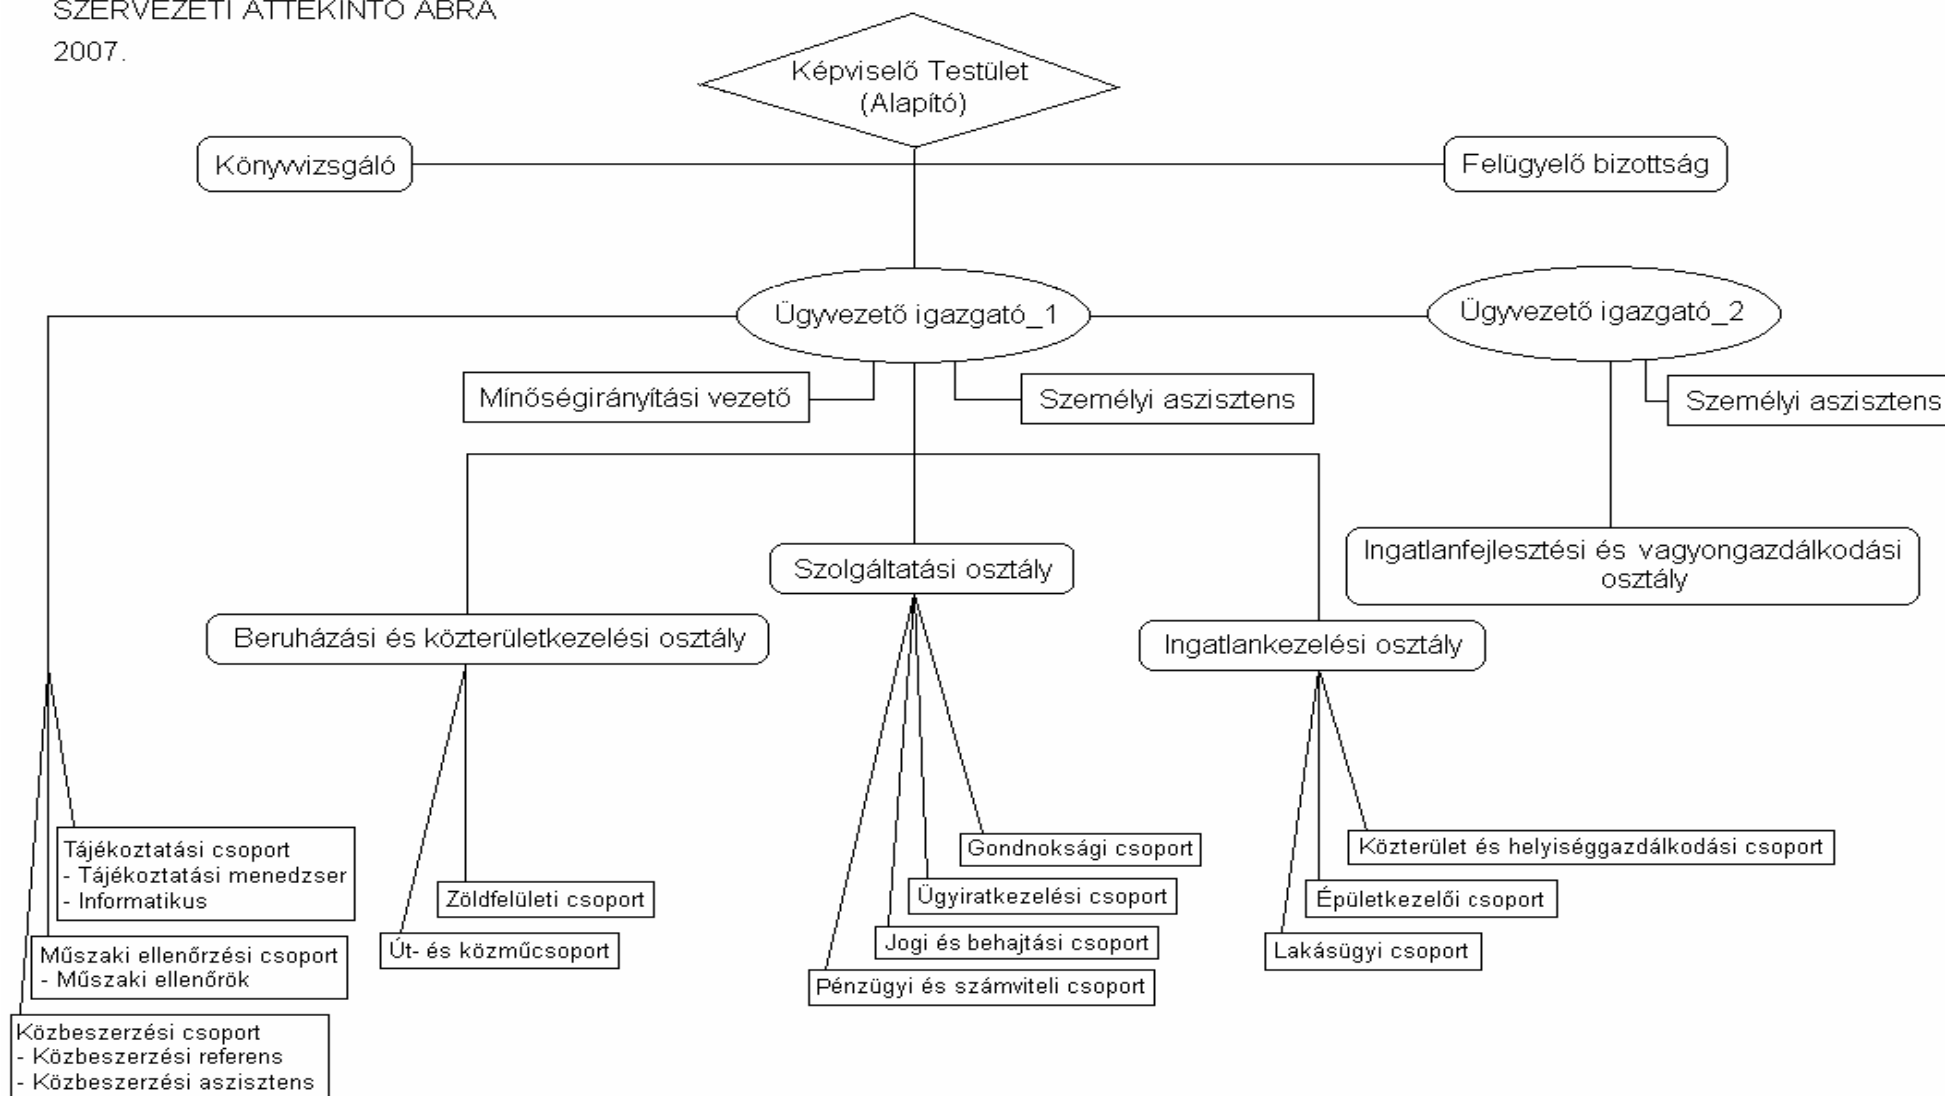 SZERVEZETI ÁTTEKINTŐ ÁBRA
2007.
Képviselő Testület
(Alapító)
Könyvvizsgáló
Felügyelő bizottság
Ügyvezető igazgató_1
Ügyvezető igazgató_2
Mínőségirányítási vezető
Személyi aszisztens
Személyi aszisztens
Ingatlanfejlesztési és vagyongazdálkodási
osztály
Szolgáltatási osztály
Beruházási és közterületkezelési osztály
Ingatlankezelési osztály
Tájékoztatási csoport
- Tájékoztatási menedzser
- Informatikus
Műszaki ellenőrzési csoport
- Műszaki ellenőrök
Közbeszerzési csoport
- Közbeszerzési referens
- Közbeszerzési aszisztens
Zöldfelületi csoport
Út- és közműcsoport
Gondnoksági csoport
Ügyiratkezelési csoport
Jogi és behajtási csoport
Pénzügyi és számviteli csoport
Közterület és helyiséggazdálkodási csoport
Épületkezelői csoport
Lakásügyi csoport